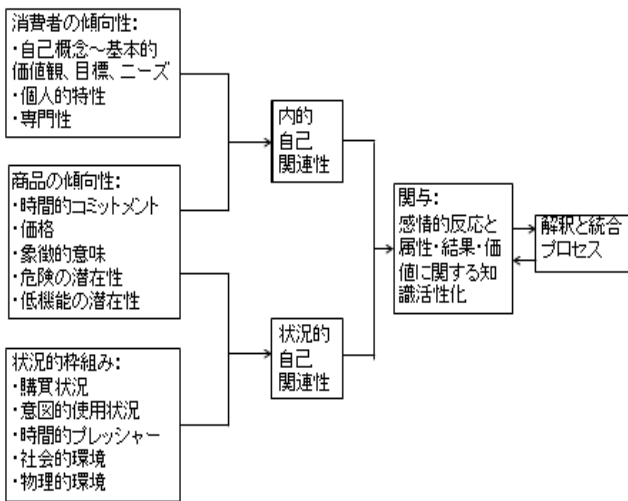 消費者の傾向性:
・自己概念～基本的
価値観、目標、ニーズ
・個人的特性
・専門性
商品の傾向性:
・時間的コミットメント
・価格
・象徴的意味
・危険の潜在性
・低機能の潜在性
状況的枠組み:
・購買状況
・意図的使用状況
・時間的プレッシャー
・社会的環境
・物理的環境
内的
自己
関連性
状況的
自己
関連性
関与:
感情的反応と
属性・結果・価
値に関する知
識活性化
解釈と統合
プロセス